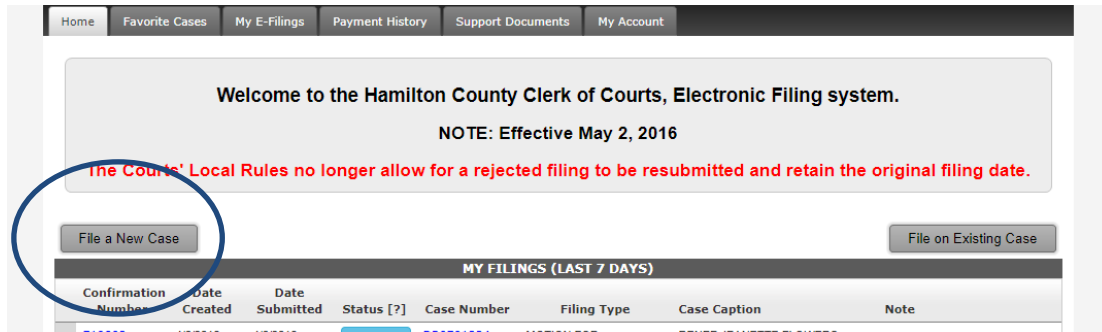 Home Favorite Cases My E-Filings Payment History Support Documents My Account
Welcome to the Hamilton County Clerk of Courts, Electronic Filing system.
NOTE: Effective May 2, 2016
The Courts' Local Rules no longer allow for a rejected filing to be resubmitted and retain the original filing date.
File a New Case File on Existing Case
MY FILINGS (LAST 7 DAYS)
Confirmation Date Date
Number Created Submitted Status [?] Case Number Filing Type Case Caption Note